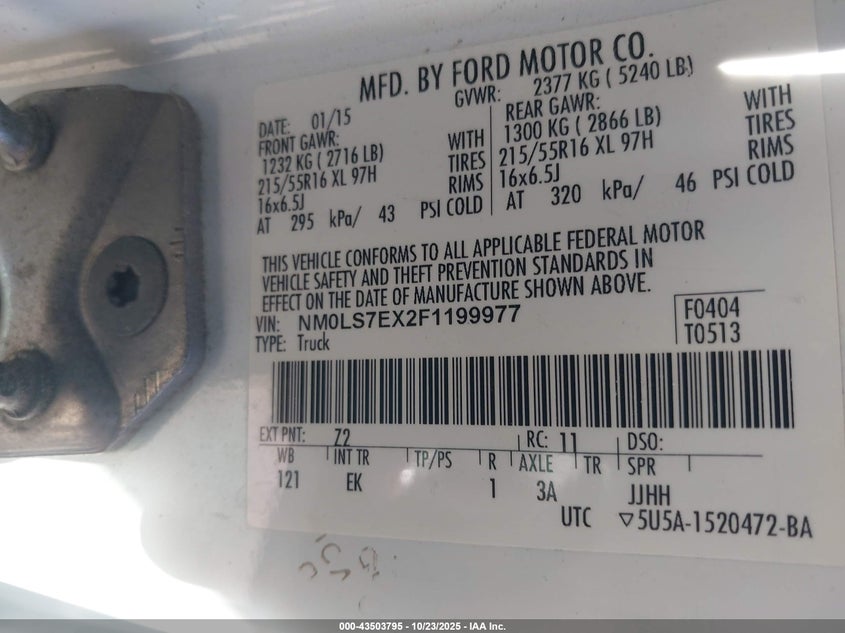 MFD. BY FORD MOTOR CO.
DATE: 01/15
GVWR: 2377 KG ( 5240 LB)
FRONT GAWR:
1232 KG ( 2716 LB) WITH
215/55R16 XL 97H TIRES
16x6.5J RIMS
AT 295 kPa/ 43 PSI COLD
REAR GAWR:
1300 KG ( 2866 LB) WITH
215/55R16 XL 97H TIRES
16x6.5J RIMS
AT 320 kPa/ 46 PSI COLD
THIS VEHICLE CONFORMS TO ALL APPLICABLE FEDERAL MOTOR
VEHICLE SAFETY AND THEFT PREVENTION STANDARDS IN
EFFECT ON THE DATE OF MANUFACTURE SHOWN ABOVE.
VIN: NM0LS7EX2F1199977
TYPE: Truck
F0404
T0513
EXT PNT: Z2 RC: 11 DSO:
WB INT TR TP/PS R AXLE TR SPR
121 EK 1 3A JJHH
UTC ▽5U5A-1520472-BA
000-43503795 - 10/23/2025 - IAA Inc.